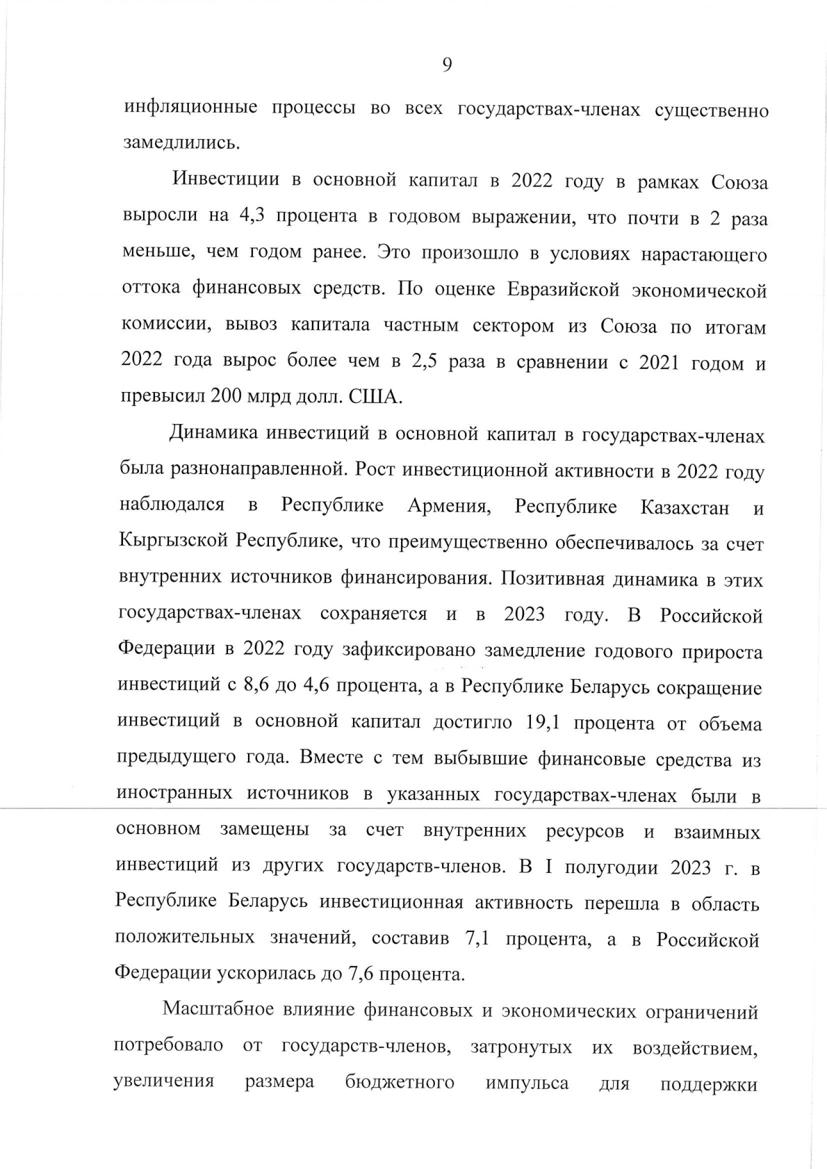 9
инфляционные процессы во всех государствах-членах существенно
замедлились.
Инвестиции в основной капитал в 2022 году в рамках Союза
выросли на 4,3 процента в годовом выражении, что почти в 2 раза
меньше, чем годом ранее. Это произошло в условиях нарастающего
оттока финансовых средств. По оценке Евразийской экономической
комиссии, вывоз капитала частным сектором из Союза по итогам
2022 года вырос более чем в 2,5 раза в сравнении с 2021 годом и
превысил 200 млрд долл. США.
Динамика инвестиций в основной капитал в государствах-членах
была разнонаправленной. Рост инвестиционной активности в 2022 году
наблюдался в Республике Армения, Республике Казахстан и
Кыргызской Республике, что преимущественно обеспечивалось за счет
внутренних источников финансирования. Позитивная динамика в этих
государствах-членах сохраняется и в 2023 году. В Российской
Федерации в 2022 году зафиксировано замедление годового прироста
инвестиций с 8,6 до 4,6 процента, а в Республике Беларусь сокращение
инвестиций в основной капитал достигло 19,1 процента от объема
предыдущего года. Вместе с тем выбывшие финансовые средства из
иностранных источников в указанных государствах-членах были в
основном замещены за счет внутренних ресурсов и взаимных
инвестиций из других государств-членов. В I полугодии 2023 г. в
Республике Беларусь инвестиционная активность перешла в область
положительных значений, составив 7,1 процента, а в Российской
Федерации ускорилась до 7,6 процента.
Масштабное влияние финансовых и экономических ограничений
потребовало от государств-членов, затронутых их воздействием,
увеличения размера бюджетного импульса для поддержки